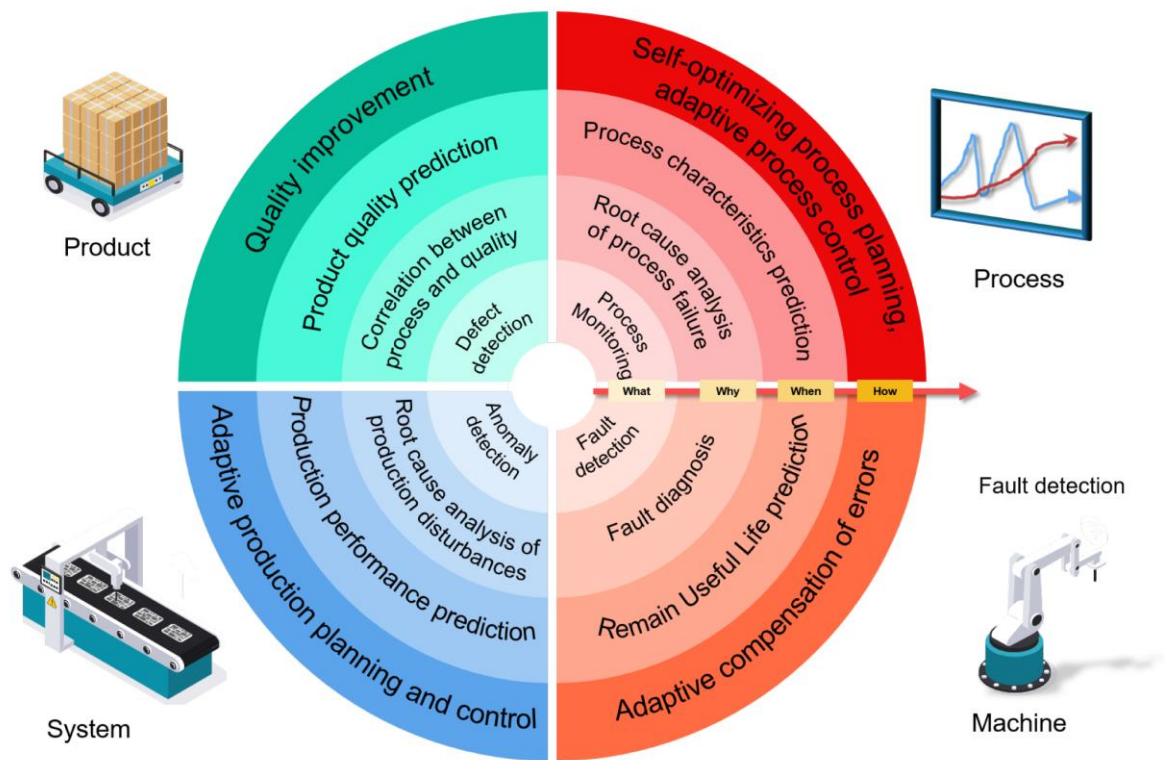 Product
Quality improvement
Product quality prediction
Correlation between
process and quality
Defect
detection
Self-optimizing process planning,
adaptive process control
Process characteristics prediction
Root cause analysis
of process failure
Process
Monitoring
Process
What
Why
When
How
Anomaly
detection
Root cause analysis of
production disturbances
Production performance prediction
Adaptive production planning and control
System
Fault
detection
Fault diagnosis
Remain Useful Life prediction
Adaptive compensation of errors
Fault detection
Machine